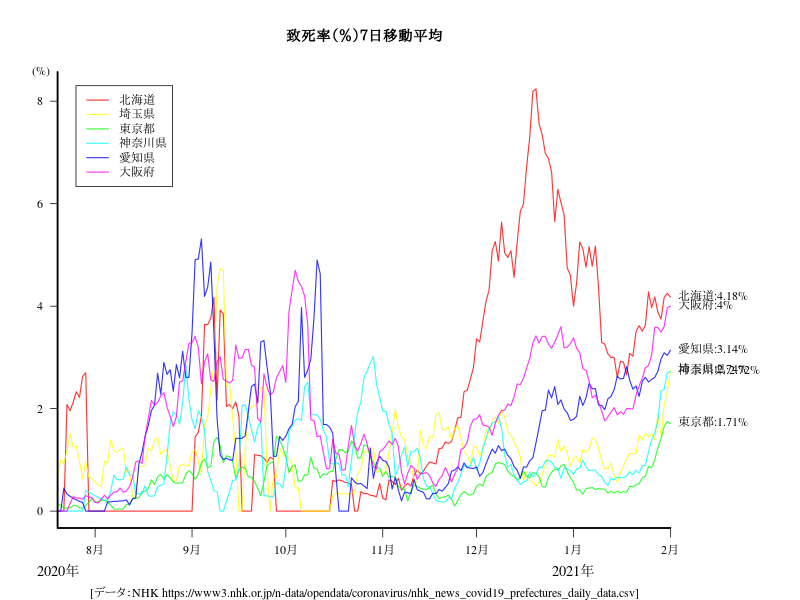 致死率(%)7日移動平均
(%)
8
6
4
2
0
北海道
埼玉県
東京都
神奈川県
愛知県
大阪府
北海道:4.18%
大阪府:4%
愛知県:3.14%
東京都:1.71%
8月 9月 10月 11月 12月 1月 2月
2020年 2021年
[データ:NHK https://www3.nhk.or.jp/n-data/opendata/coronavirus/nhk_news_covid19_prefectures_daily_data.csv]